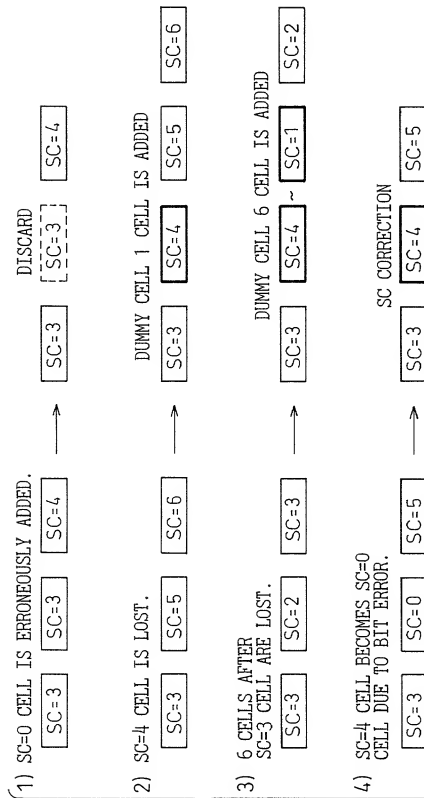 1) SC=0 CELL IS ERRONEOUSLY ADDED.
DISCARD
SC=3 SC=3 SC=4 → SC=3 SC=3 SC=4
2) SC=4 CELL IS LOST.
DUMMY CELL 1 CELL IS ADDED
SC=3 SC=5 SC=6 → SC=3 SC=4 SC=5 SC=6
3) 6 CELLS AFTER
SC=3 CELL ARE LOST.
DUMMY CELL 6 CELL IS ADDED
SC=3 SC=2 SC=3 → SC=3 SC=4 ~ SC=1 SC=2
4) SC=4 CELL BECOMES SC=0
CELL DUE TO BIT ERROR.
SC CORRECTION
SC=3 SC=0 SC=5 → SC=3 SC=4 SC=5